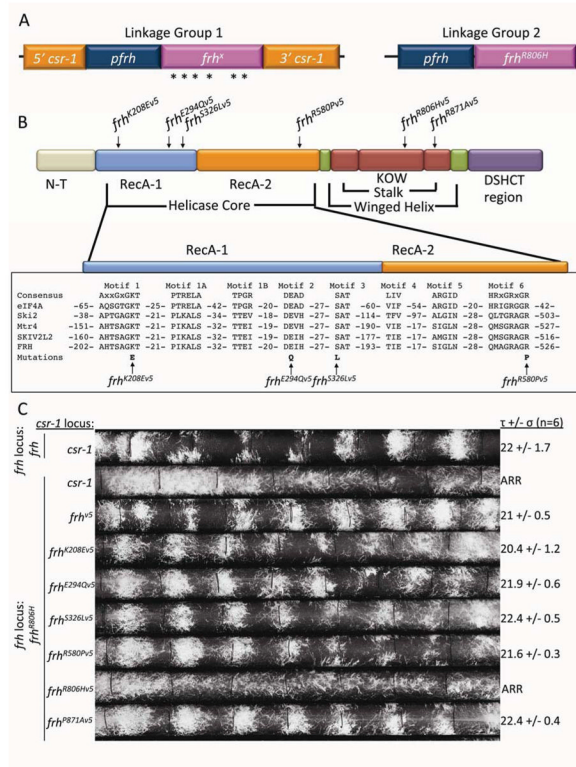 A
Linkage Group 1
Linkage Group 2
5' csr-1 pfrh frhˣ 3' csr-1
pfrh frhR806H
* * * * * *
B
frhK208Ev5 frhE294Qv5 frhS326Lv5 frhR580Pv5 frhR806Hv5 frhR871Av5
N-T RecA-1 RecA-2 KOW DSHCT
Stalk region
Helicase Core Winged Helix
RecA-1 RecA-2
Motif 1 Motif 1A Motif 1B Motif 2 Motif 3 Motif 4 Motif 5 Motif 6
Consensus AxxGxGKT PTRELA TPGR DEAD SAT LIV ARGID HRxGRxGR
eIF4A -65- AQSGTGKT -25- PTRELA -42- TPGR -20- DEAD -27- SAT -60- VIF -54- ARGID -20- HRIGRGGR -42-
Ski2 -38- APTSAGKT -21- PLKALS -34- TTEV -18- DEVH -27- SAT -114- TFV -97- ALGIN -28- QLTGRAGR -503-
Mtr4 -171- AHTSAGKT -21- PIKALS -32- TTEI -19- DEVH -27- SAT -190- VIE -115- SIGLN -28- QMSGRAGR -527-
SKIV2L2 -160- AHTSAGKT -21- PIKALS -32- TTEI -20- DEIH -27- SAT -177- TIE -115- AMGIN -28- QMSGRAGR -516-
FRH -202- AHTSAGKT -21- PIKALS -32- TTEI -20- DEIH -27- SAT -193- TIE -115- SIGLN -28- QMAGRAGR -526-
Mutations E Q L P
frhK208Ev5 frhE294Qv5 frhS326Lv5 frhR580Pv5
C
csr-1 locus: τ +/- σ (n=6)
frh locus: frh
csr-1 22 +/- 1.7
frh locus: frhR806H
csr-1 ARR
frhv5 21 +/- 0.5
frhK208Ev5 20.4 +/- 1.2
frhE294Qv5 21.9 +/- 0.6
frhS326Lv5 22.4 +/- 0.5
frhR580Pv5 21.6 +/- 0.3
frhR806Hv5 ARR
frhP871Av5 22.4 +/- 0.4